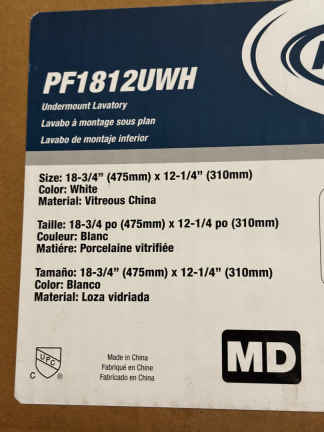 PF1812UWH
Undermount Lavatory
Lavabo à montage sous plan
Lavabo de montaje inferior
Size: 18-3/4" (475mm) x 12-1/4" (310mm)
Color: White
Material: Vitreous China
Taille: 18-3/4 po (475mm) x 12-1/4 po (310mm)
Couleur: Blanc
Matiére: Porcelaine vitrifiée
Tamaño: 18-3/4" (475mm) x 12-1/4" (310mm)
Color: Blanco
Material: Loza vidriada
UPC
C ®
Made in China
Fabriqué en Chine
Fabricado en China
MD